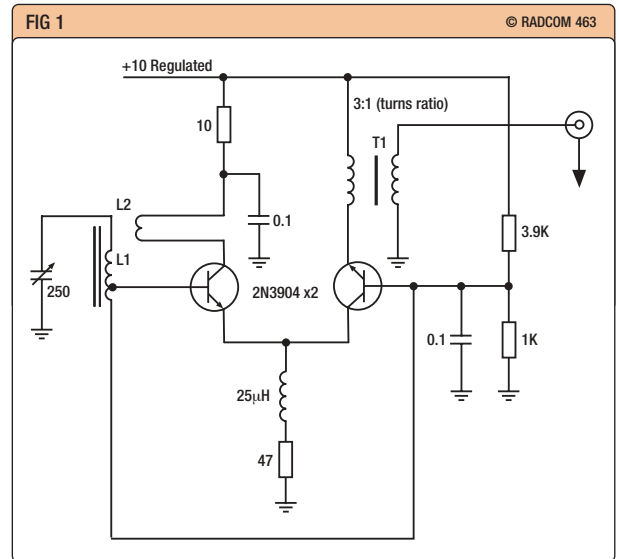 FIG 1
© RADCOM 463
+10 Regulated
3:1 (turns ratio)
10
T1
L2
0.1
3.9K
L1
250
2N3904 x2
0.1
1K
25µH
47